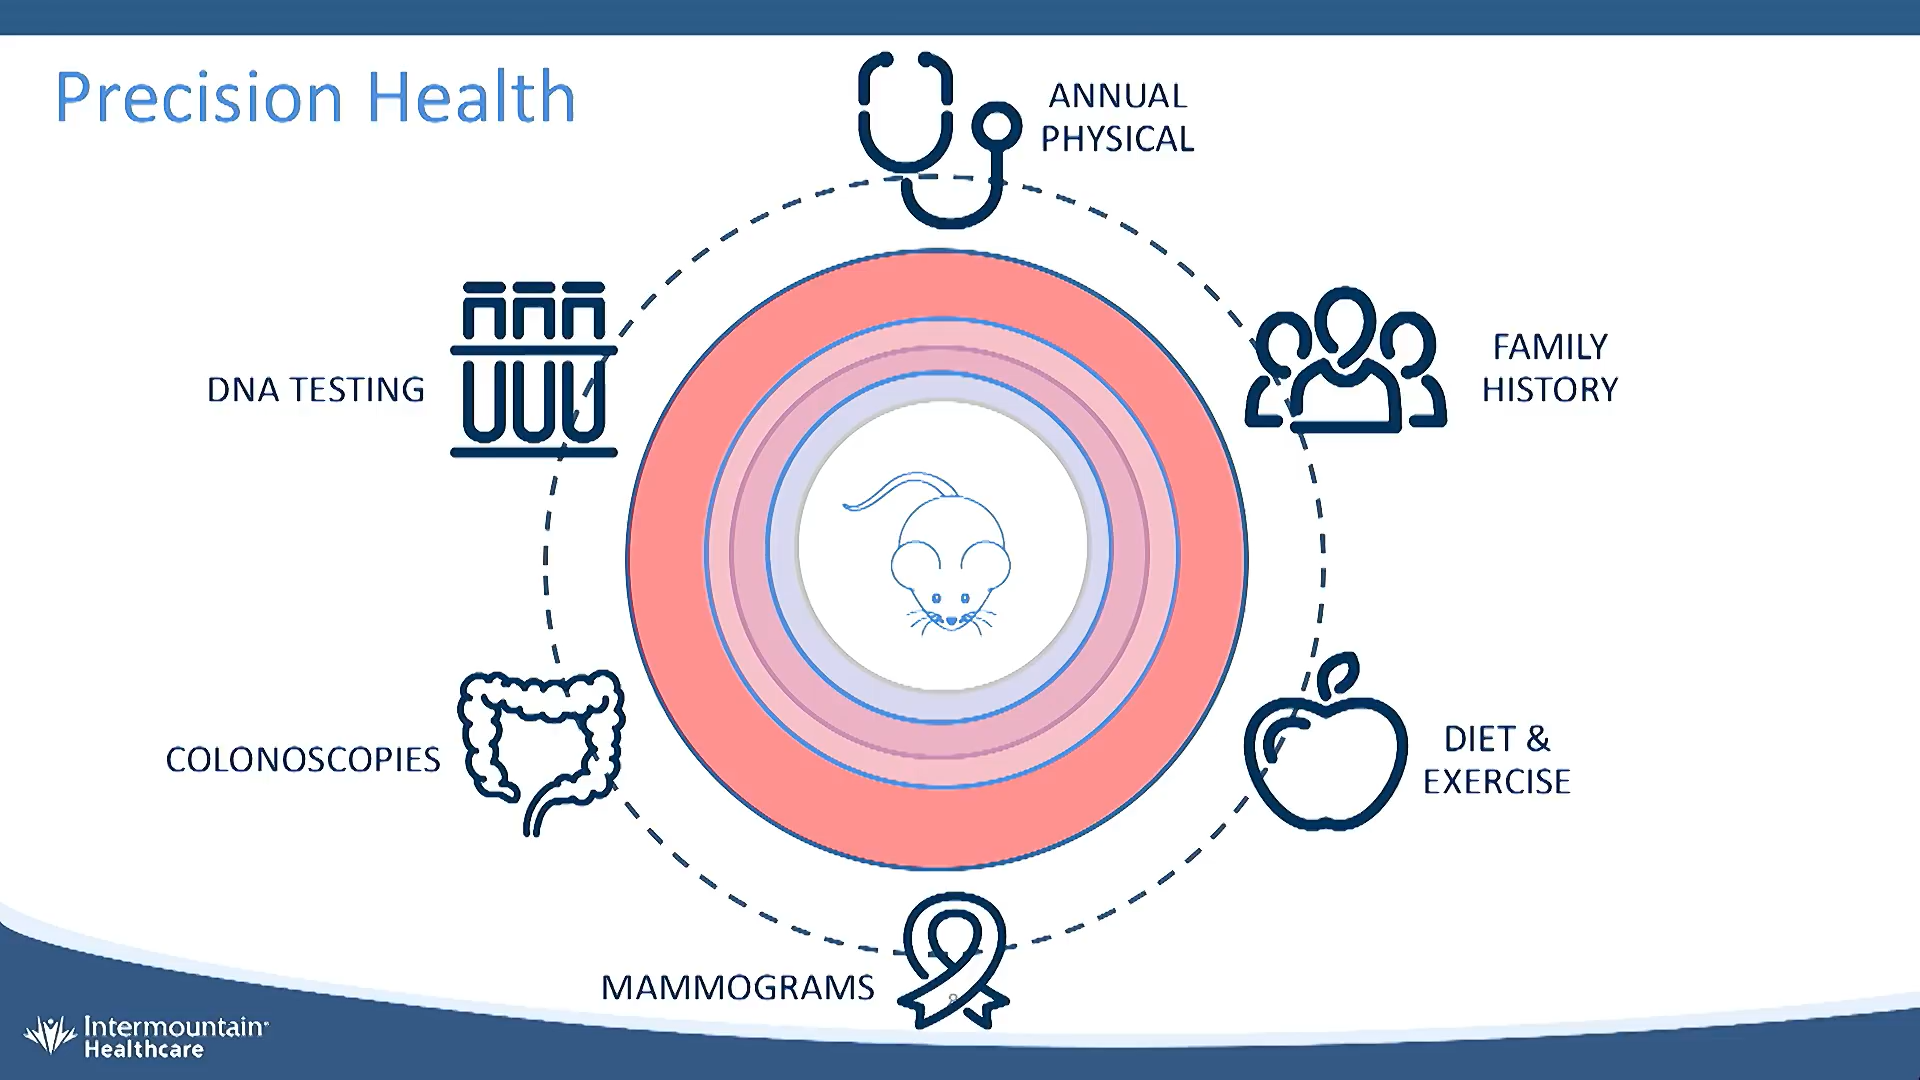 Precision Health
ANNUAL
PHYSICAL
FAMILY
HISTORY
DNA TESTING
DIET &
EXERCISE
COLONOSCOPIES
MAMMOGRAMS
Intermountain
Healthcare